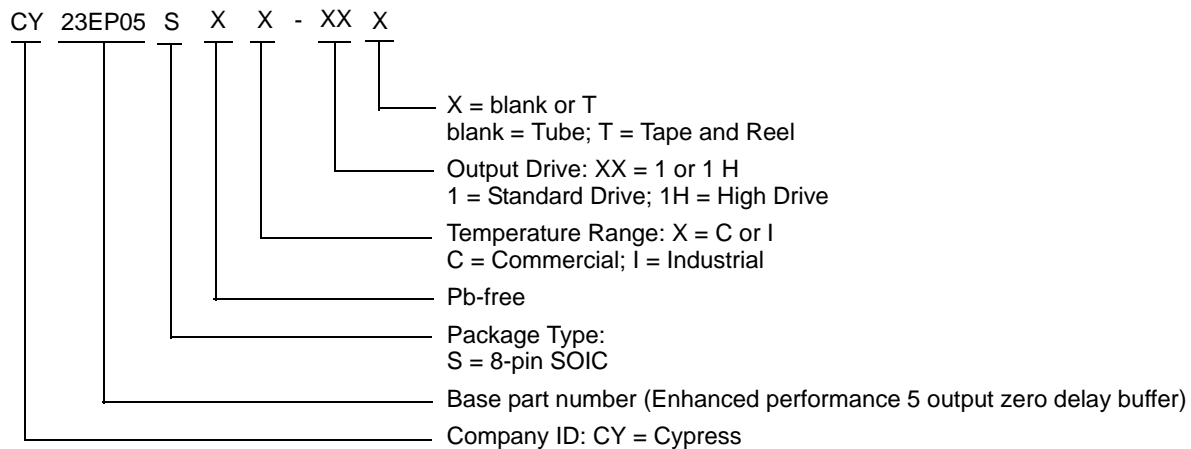 CY 23EP05 S X X - XX X
X = blank or T
blank = Tube; T = Tape and Reel
Output Drive: XX = 1 or 1 H
1 = Standard Drive; 1H = High Drive
Temperature Range: X = C or I
C = Commercial; I = Industrial
Pb-free
Package Type:
S = 8-pin SOIC
Base part number (Enhanced performance 5 output zero delay buffer)
Company ID: CY = Cypress